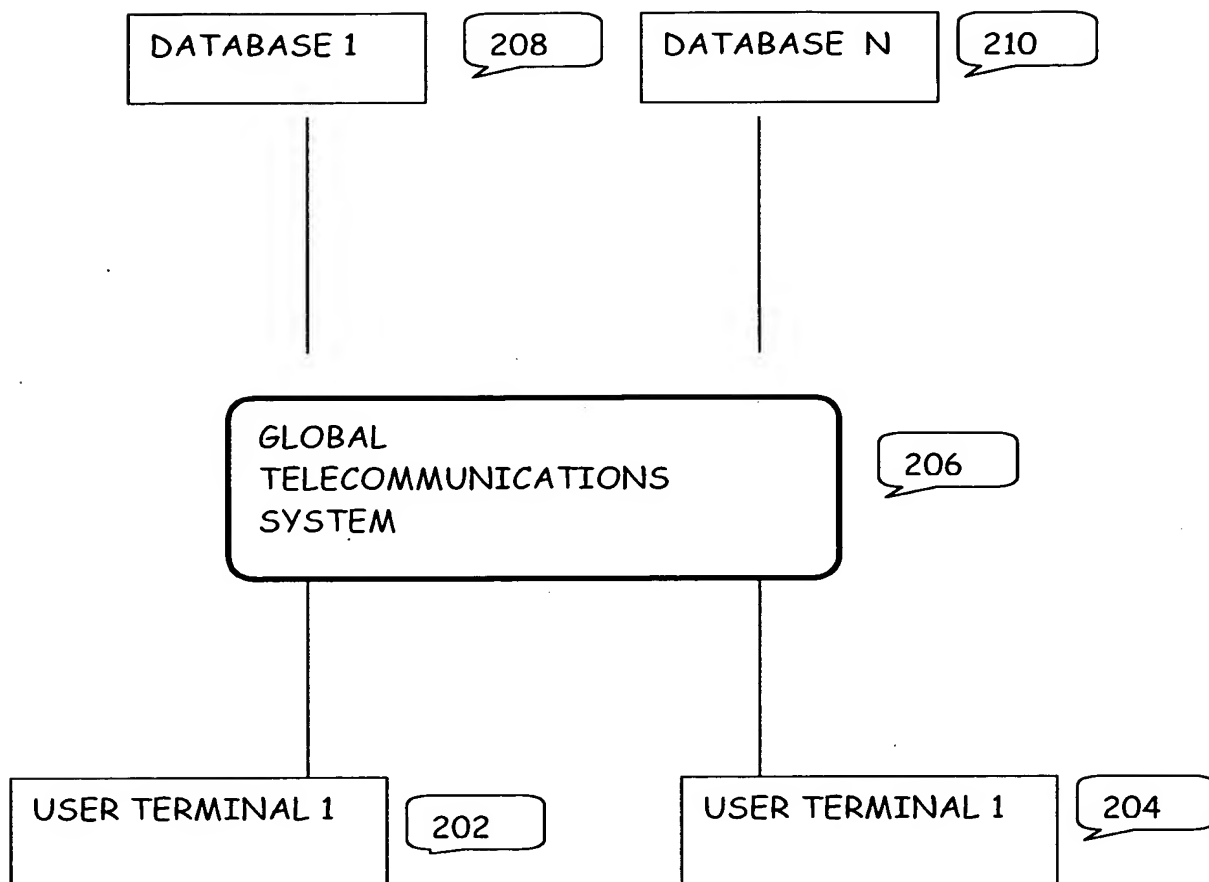 DATABASE 1
208
DATABASE N
210
GLOBAL
TELECOMMUNICATIONS
SYSTEM
206
USER TERMINAL 1
202
USER TERMINAL 1
204